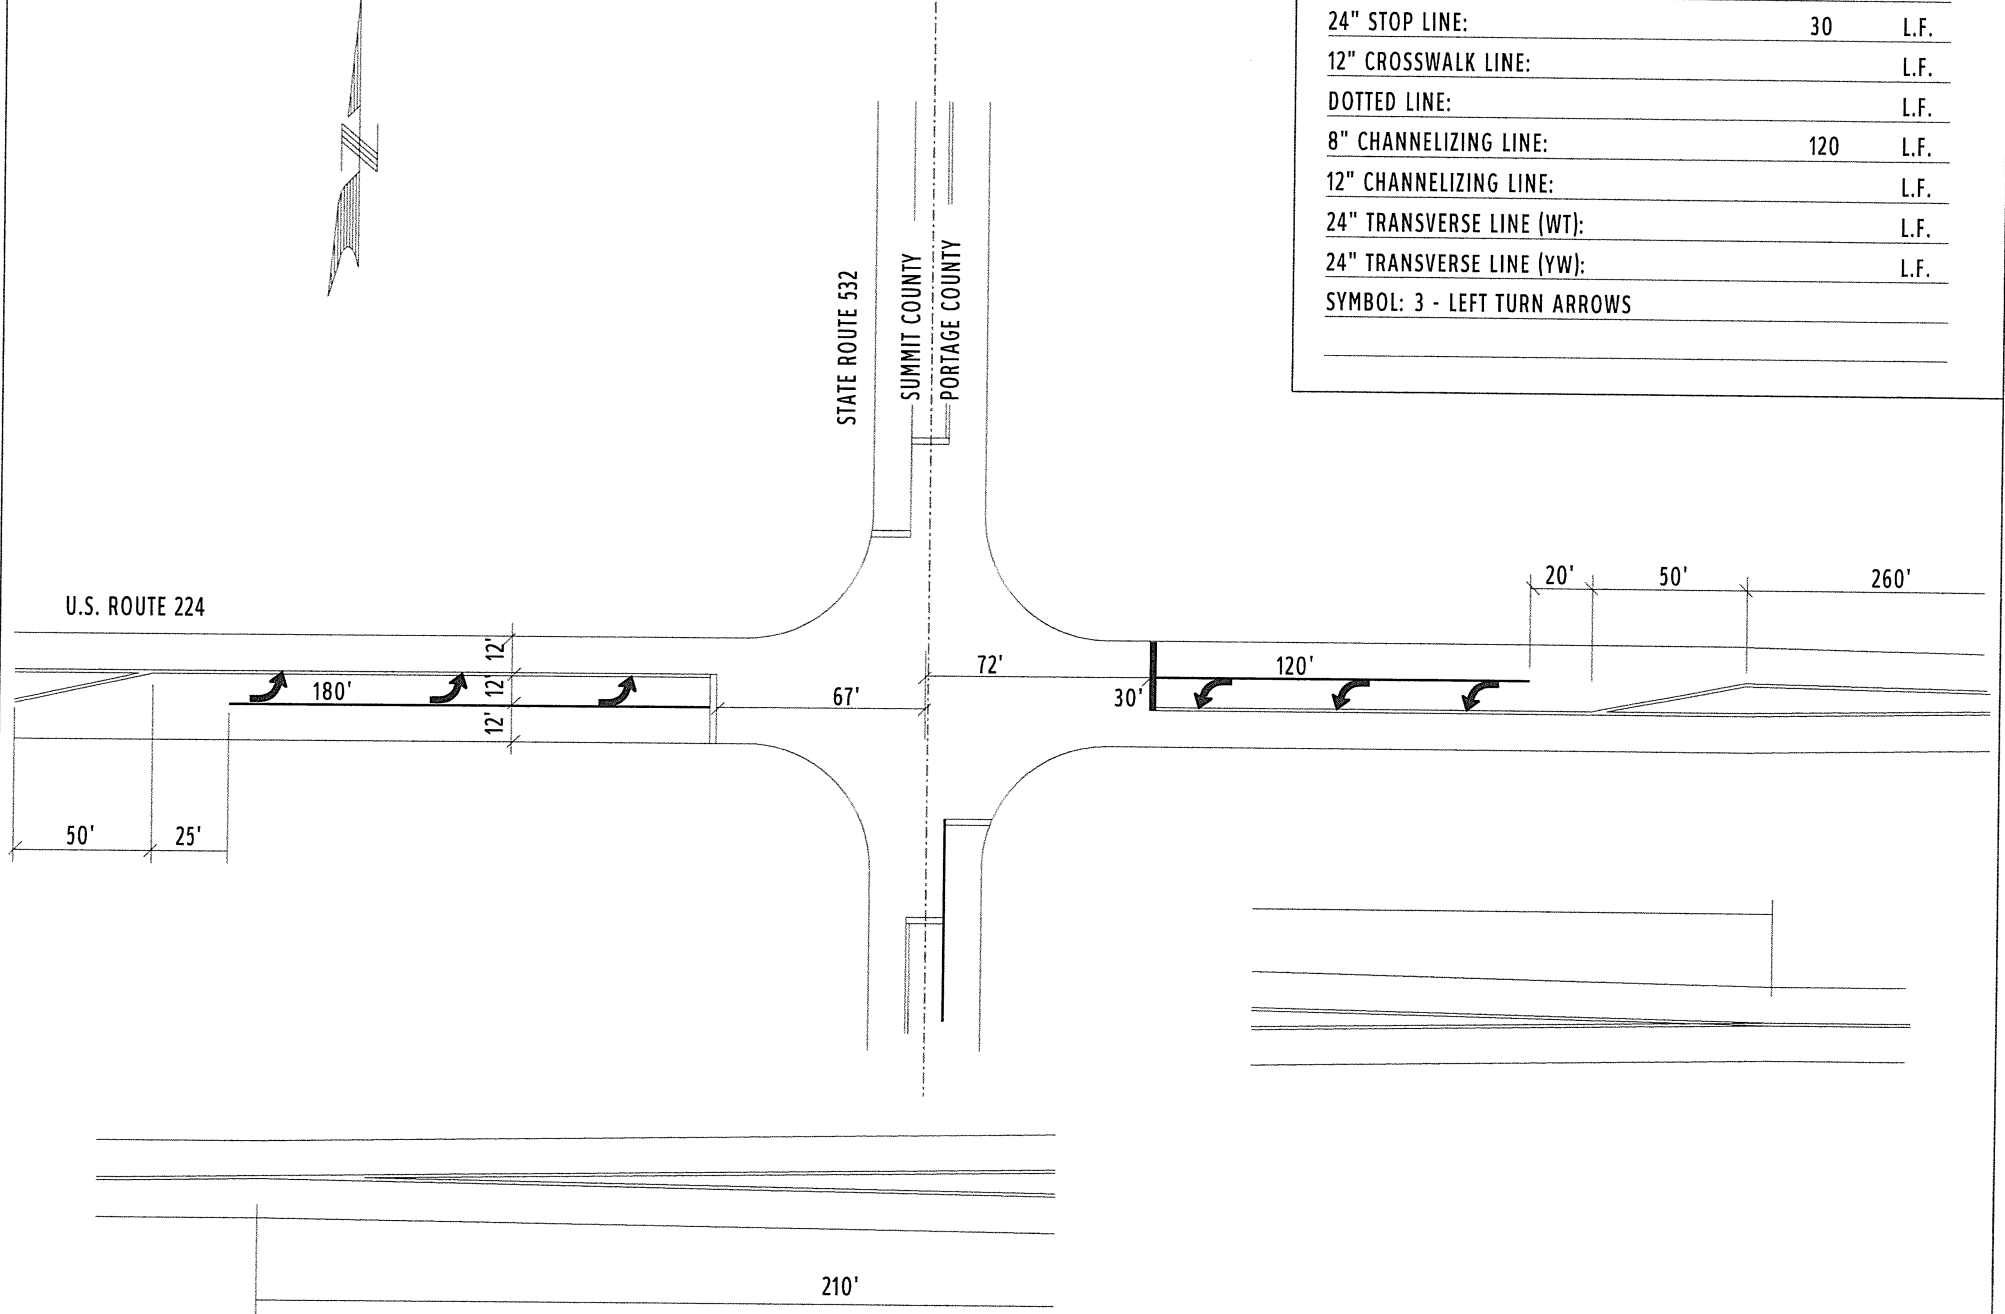 24" STOP LINE: 30 L.F.
12" CROSSWALK LINE: L.F.
DOTTED LINE: L.F.
8" CHANNELIZING LINE: 120 L.F.
12" CHANNELIZING LINE: L.F.
24" TRANSVERSE LINE (WT): L.F.
24" TRANSVERSE LINE (YW): L.F.
SYMBOL: 3 - LEFT TURN ARROWS
STATE ROUTE 532
SUMMIT COUNTY
PORTAGE COUNTY
U.S. ROUTE 224
20'
50'
260'
12'
12'
12'
180'
67'
72'
30'
120'
50'
25'
210'